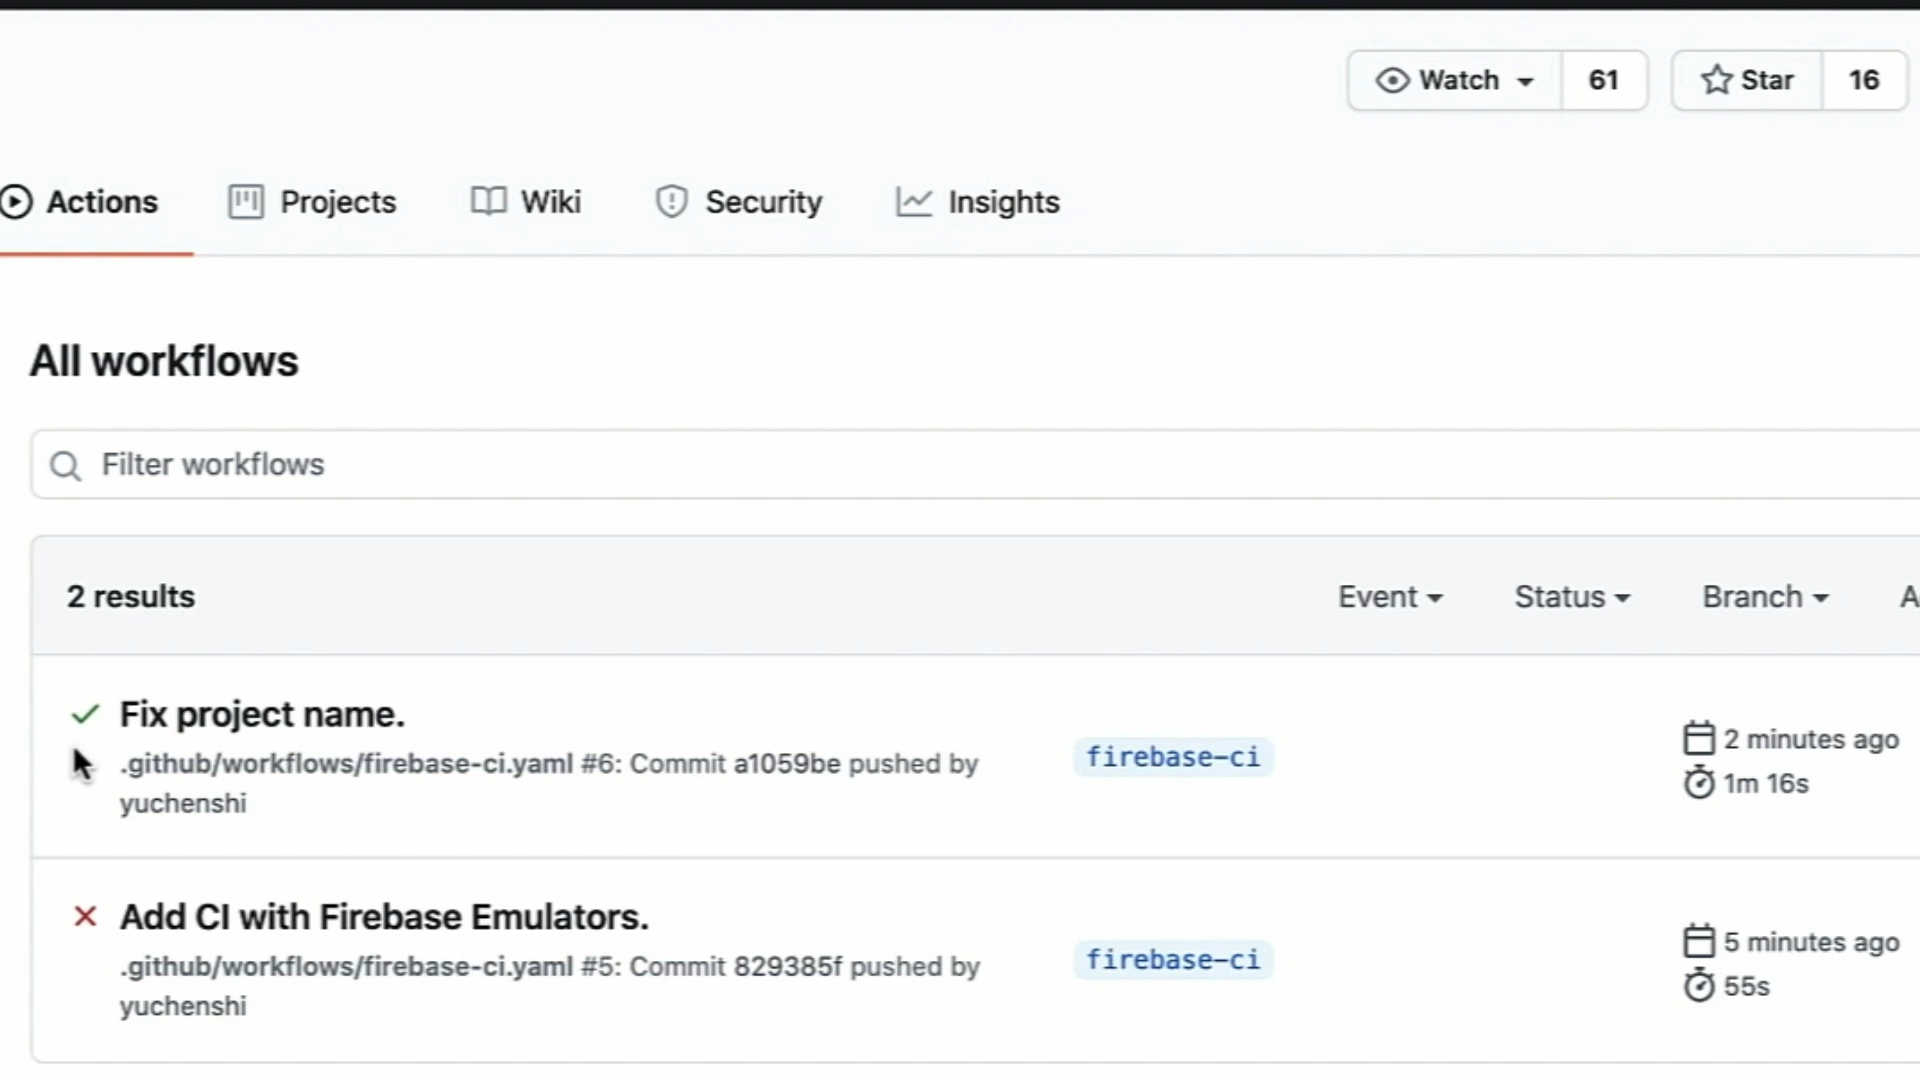 Watch 61 Star 16
Actions Projects Wiki Security Insights
All workflows
Filter workflows
2 results Event Status Branch
Fix project name.
.github/workflows/firebase-ci.yaml #6: Commit a1059be pushed by
yuchenshi
firebase-ci
2 minutes ago
1m 16s
Add CI with Firebase Emulators.
.github/workflows/firebase-ci.yaml #5: Commit 829385f pushed by
yuchenshi
firebase-ci
5 minutes ago
55s